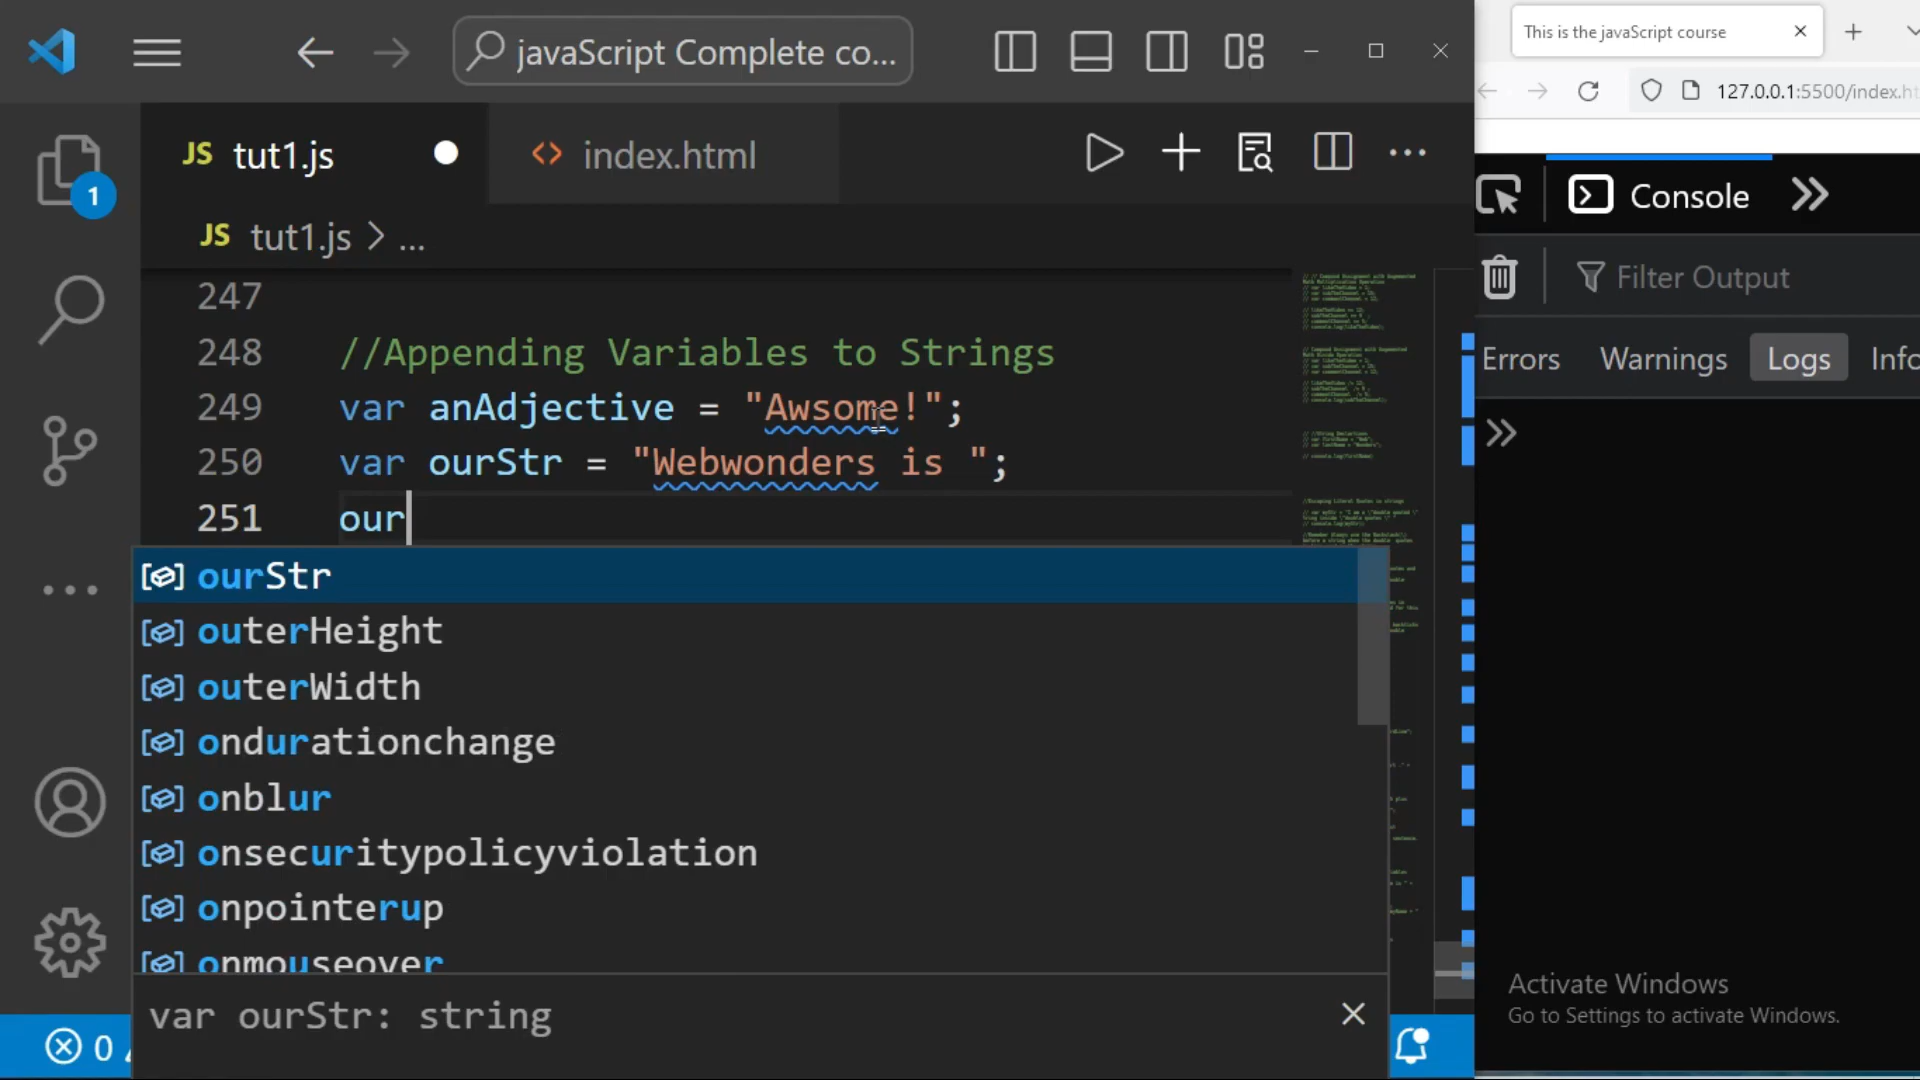 javaScript Complete co...
This is the javaScript course
127.0.0.1:5500/index.ht
JS tut1.js
index.html
1
JS tut1.js > ...
Console
Filter Output
Errors Warnings Logs Info
247
248 //Appending Variables to Strings
249 var anAdjective = "Awsome!";
250 var ourStr = "Webwonders is ";
251 our
ourStr
outerHeight
outerWidth
ondurationchange
onblur
onsecuritypolicyviolation
onpointerup
onmouseover
var ourStr: string
0
Activate Windows
Go to Settings to activate Windows.